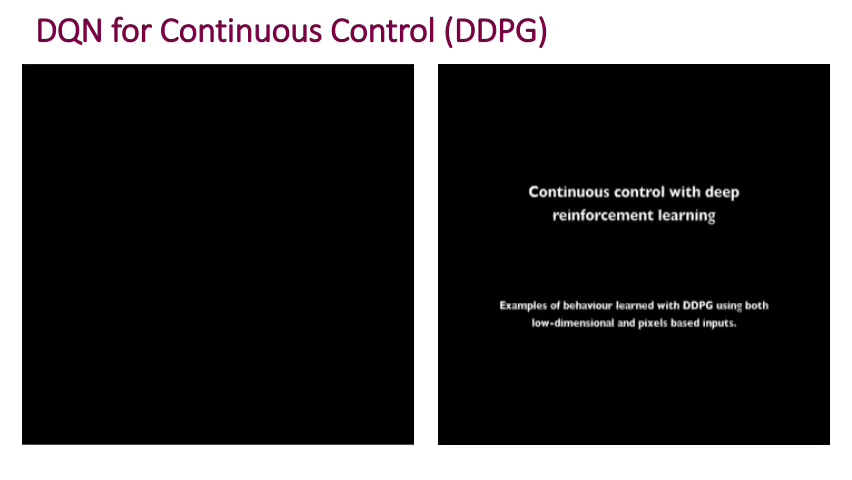 DQN for Continuous Control (DDPG)
Continuous control with deep
reinforcement learning
Examples of behaviour learned with DDPG using both
low-dimensional and pixels based inputs.